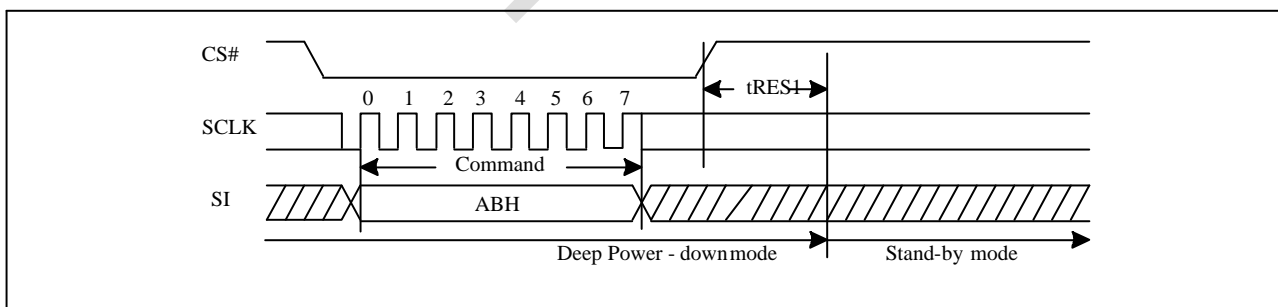 CS#
tRES1
0 1 2 3 4 5 6 7
SCLK
Command
SI
ABH
Deep Power - down mode
Stand-by mode